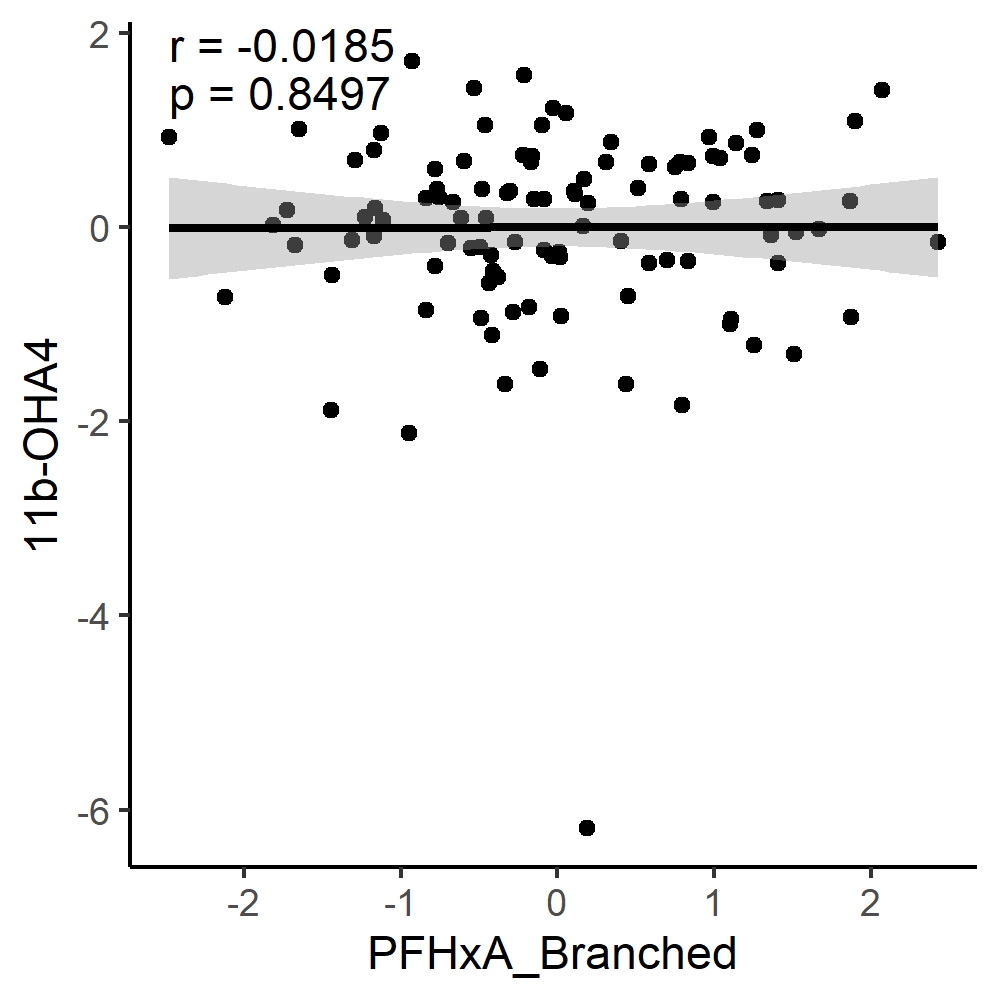 r = -0.0185
p = 0.8497
2
0
-2
-4
-6
11b-OHA4
-2 -1 0 1 2
PFHxA_Branched